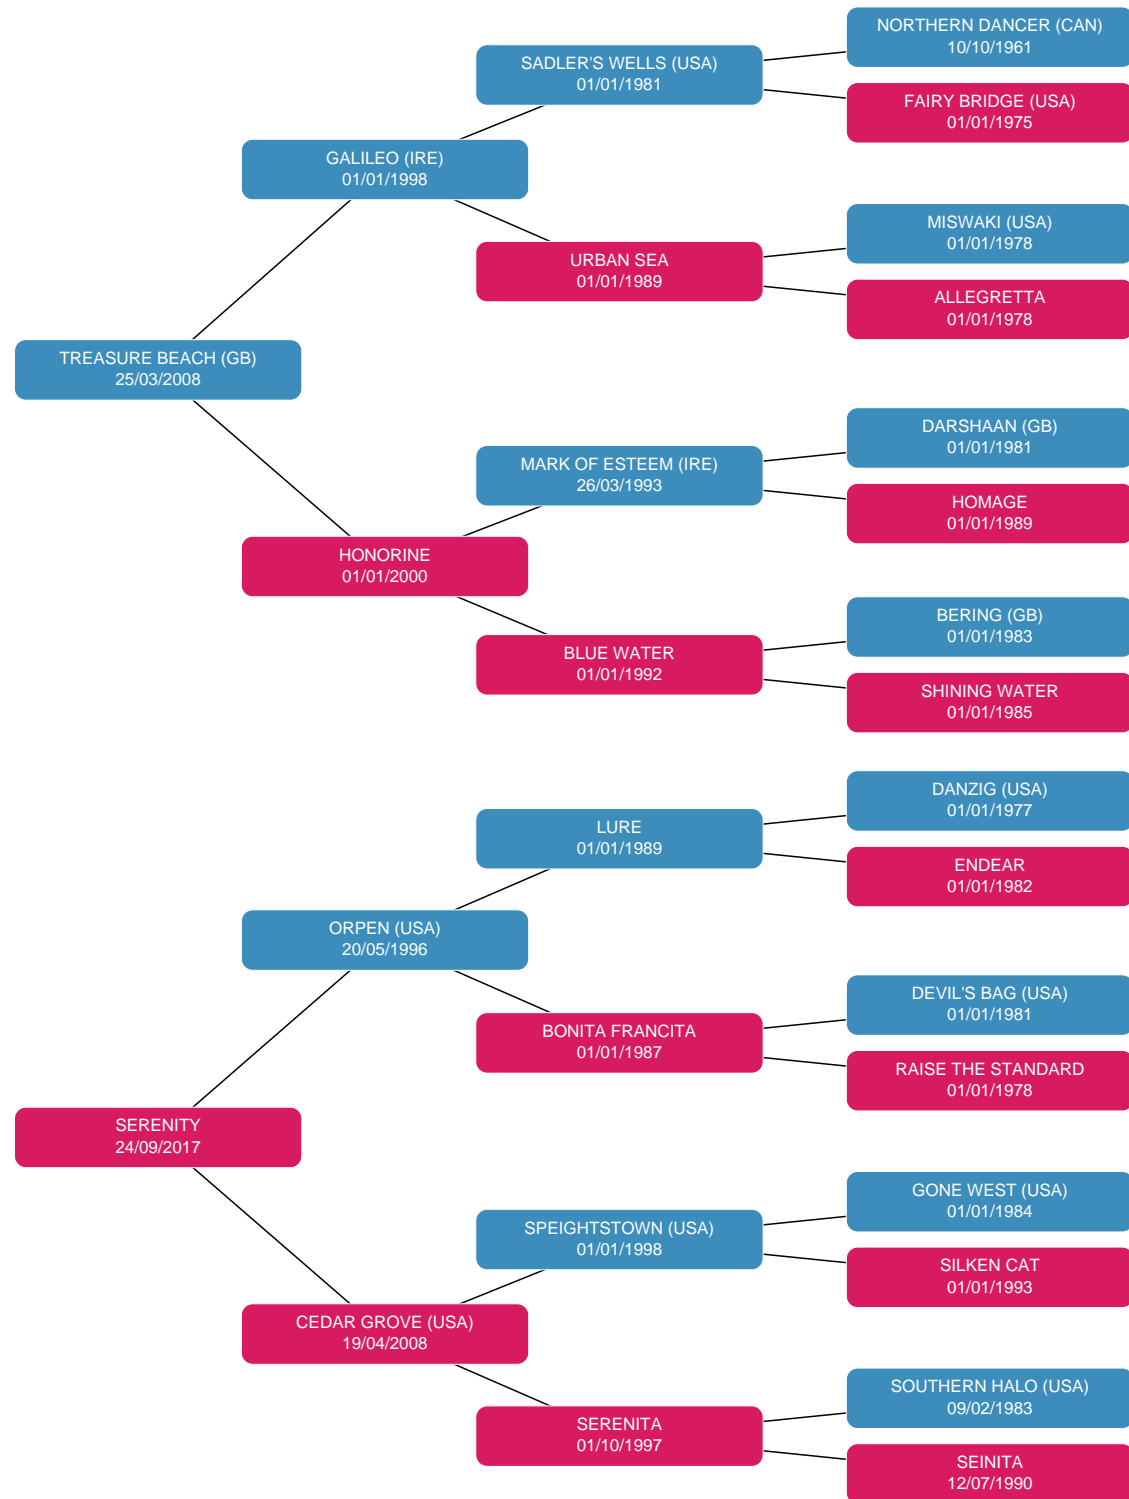 NORTHERN DANCER (CAN)
10/10/1961
SADLER'S WELLS (USA)
01/01/1981
FAIRY BRIDGE (USA)
01/01/1975
GALILEO (IRE)
01/01/1998
MISWAKI (USA)
01/01/1978
URBAN SEA
01/01/1989
ALLEGRETTA
01/01/1978
TREASURE BEACH (GB)
25/03/2008
DARSHAAN (GB)
01/01/1981
MARK OF ESTEEM (IRE)
26/03/1993
HOMAGE
01/01/1989
HONORINE
01/01/2000
BERING (GB)
01/01/1983
BLUE WATER
01/01/1992
SHINING WATER
01/01/1985
DANZIG (USA)
01/01/1977
LURE
01/01/1989
ENDEAR
01/01/1982
ORPEN (USA)
20/05/1996
DEVIL'S BAG (USA)
01/01/1981
BONITA FRANCITA
01/01/1987
RAISE THE STANDARD
01/01/1978
SERENITY
24/09/2017
GONE WEST (USA)
01/01/1984
SPEIGHTSTOWN (USA)
01/01/1998
SILKEN CAT
01/01/1993
CEDAR GROVE (USA)
19/04/2008
SOUTHERN HALO (USA)
09/02/1983
SERENITA
01/10/1997
SEINITA
12/07/1990